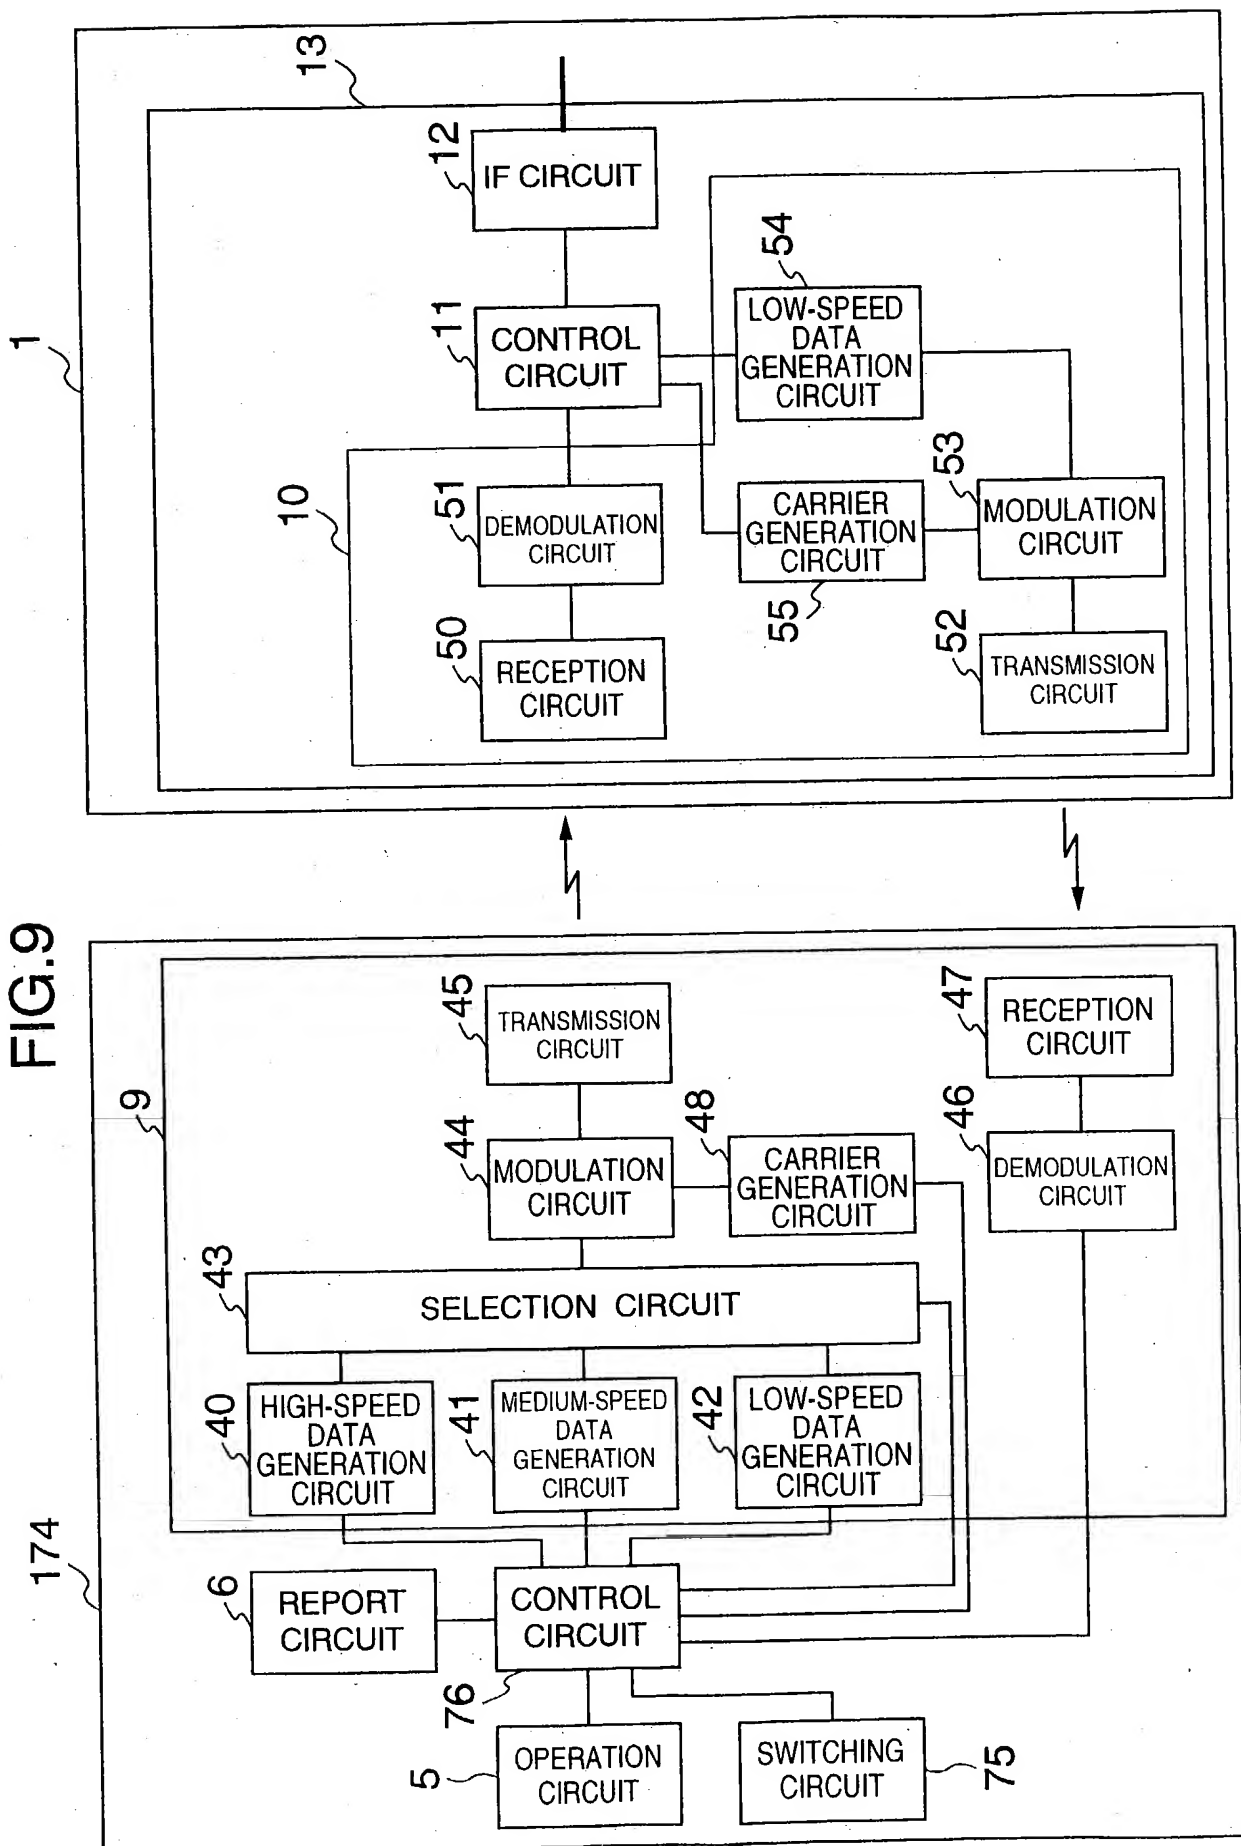 FIG.9
1
13
12
IF CIRCUIT
11
CONTROL
CIRCUIT
54
LOW-SPEED
DATA
GENERATION
CIRCUIT
10
51
DEMODULATION
CIRCUIT
CARRIER
GENERATION
CIRCUIT
55
53
MODULATION
CIRCUIT
50
RECEPTION
CIRCUIT
52
TRANSMISSION
CIRCUIT
174
9
45
TRANSMISSION
CIRCUIT
47
RECEPTION
CIRCUIT
44
MODULATION
CIRCUIT
48
CARRIER
GENERATION
CIRCUIT
46
DEMODULATION
CIRCUIT
43
SELECTION CIRCUIT
40
HIGH-SPEED
DATA
GENERATION
CIRCUIT
41
MEDIUM-SPEED
DATA
GENERATION
CIRCUIT
42
LOW-SPEED
DATA
GENERATION
CIRCUIT
6
REPORT
CIRCUIT
CONTROL
CIRCUIT
76
5
OPERATION
CIRCUIT
SWITCHING
CIRCUIT
75